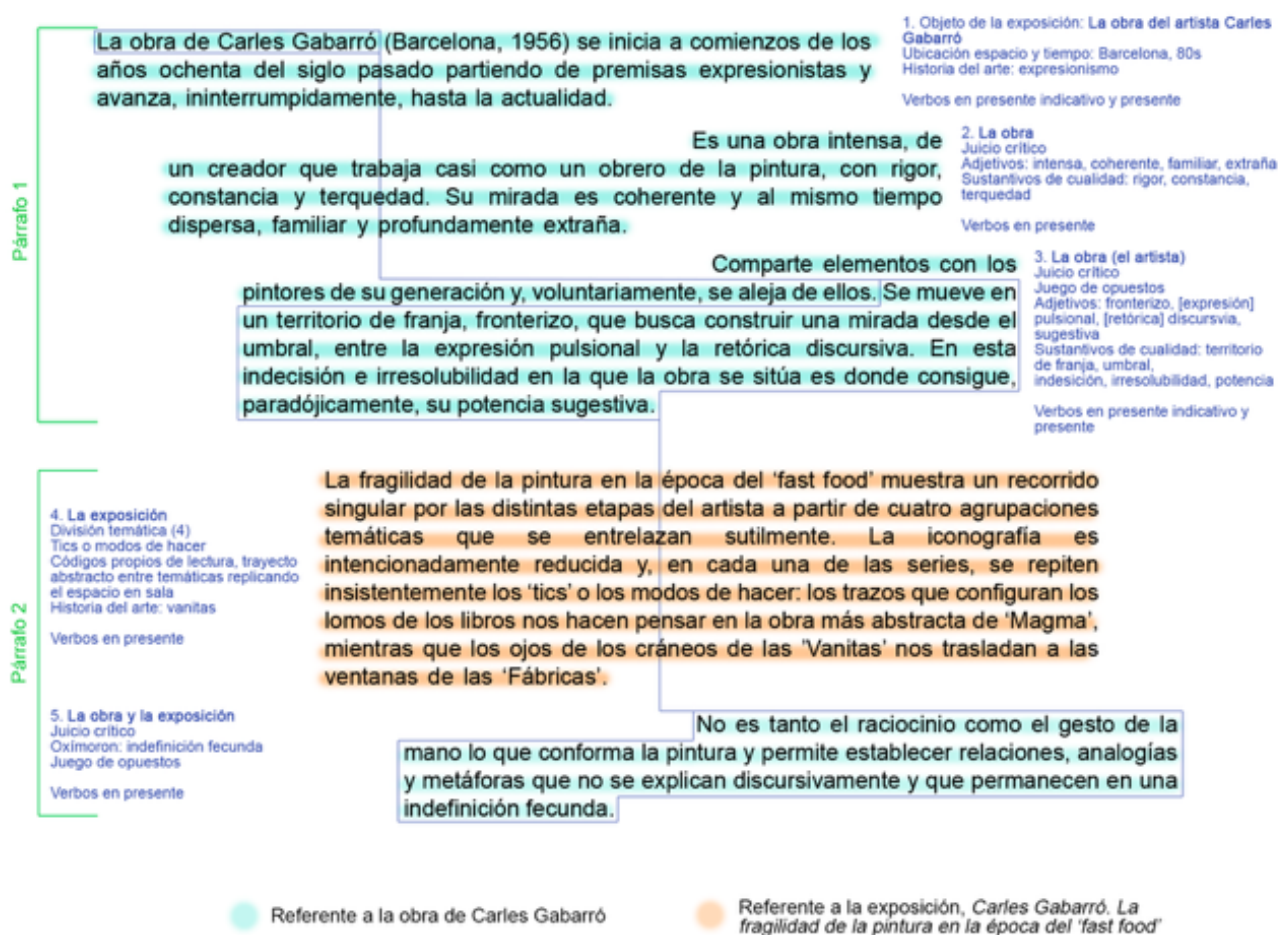 Párrafo 1
La obra de Carles Gabarró (Barcelona, 1956) se inicia a comienzos de los
años ochenta del siglo pasado partiendo de premisas expresionistas y
avanza, ininterrumpidamente, hasta la actualidad.
1. Objeto de la exposición: La obra del artista Carles
Gabarró
Ubicación espacio y tiempo: Barcelona, 80s
Historia del arte: expresionismo
Verbos en presente indicativo y presente
Es una obra intensa, de
un creador que trabaja casi como un obrero de la pintura, con rigor,
constancia y terquedad. Su mirada es coherente y al mismo tiempo
dispersa, familiar y profundamente extraña.
2. La obra
Juicio crítico
Adjetivos: intensa, coherente, familiar, extraña
Sustantivos de cualidad: rigor, constancia,
terquedad
Verbos en presente
Comparte elementos con los
pintores de su generación y, voluntariamente, se aleja de ellos. Se mueve en
un territorio de franja, fronterizo, que busca construir una mirada desde el
umbral, entre la expresión pulsional y la retórica discursiva. En esta
indecisión e irresolubilidad en la que la obra se sitúa es donde consigue,
paradójicamente, su potencia sugestiva.
3. La obra (el artista)
Juicio crítico
Juego de opuestos
Adjetivos: fronterizo, [expresión]
pulsional, [retórica] discursvia,
sugestiva
Sustantivos de cualidad: territorio
de franja, umbral,
indesición, irresolubilidad, potencia
Verbos en presente indicativo y
presente
Párrafo 2
La fragilidad de la pintura en la época del ‘fast food’ muestra un recorrido
singular por las distintas etapas del artista a partir de cuatro agrupaciones
temáticas que se entrelazan sutilmente. La iconografía es
intencionadamente reducida y, en cada una de las series, se repiten
insistentemente los ‘tics’ o los modos de hacer: los trazos que configuran los
lomos de los libros nos hacen pensar en la obra más abstracta de ‘Magma’,
mientras que los ojos de los cráneos de las 'Vanitas' nos trasladan a las
ventanas de las ‘Fábricas’.
4. La exposición
División temática (4)
Tics o modos de hacer
Códigos propios de lectura, trayecto
abstracto entre temáticas replicando
el espacio en sala
Historia del arte: vanitas
Verbos en presente
5. La obra y la exposición
Juicio crítico
Oxímoron: indefinición fecunda
Juego de opuestos
Verbos en presente
No es tanto el raciocinio como el gesto de la
mano lo que conforma la pintura y permite establecer relaciones, analogías
y metáforas que no se explican discursivamente y que permanecen en una
indefinición fecunda.
Referente a la obra de Carles Gabarró
Referente a la exposición, Carles Gabarró. La
fragilidad de la pintura en la época del 'fast food'